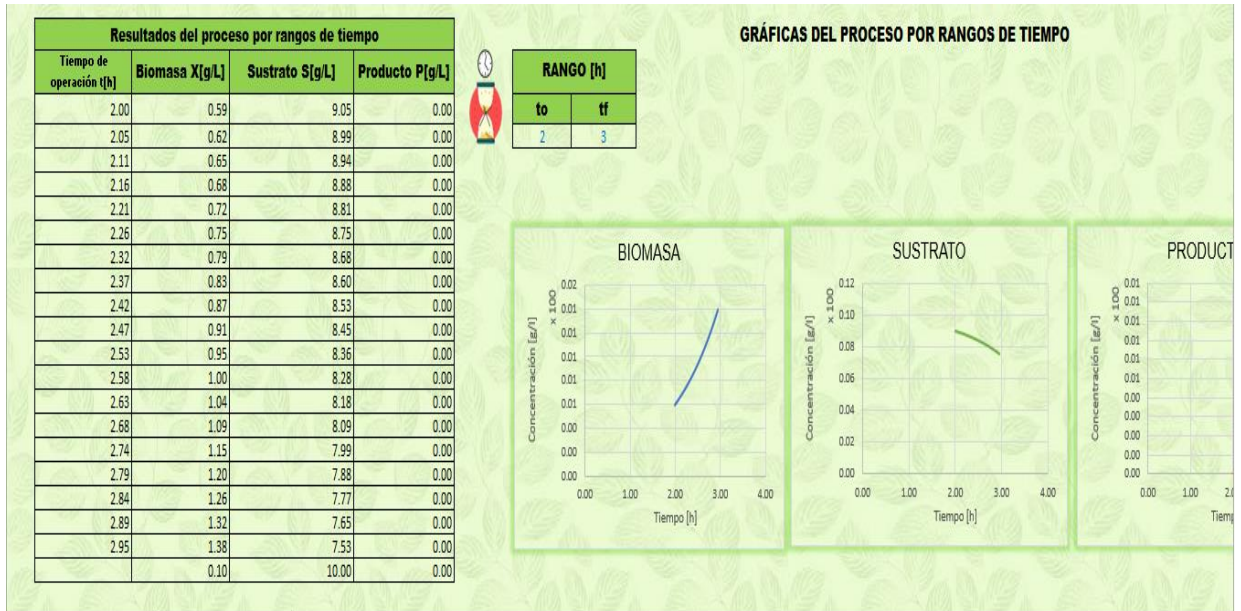 Resultados del proceso por rangos de tiempo
Tiempo de operación t[h] Biomasa X[g/L] Sustrato S[g/L] Producto P[g/L]
2.00 0.59 9.05 0.00
2.05 0.62 8.99 0.00
2.11 0.65 8.94 0.00
2.16 0.68 8.88 0.00
2.21 0.72 8.81 0.00
2.26 0.75 8.75 0.00
2.32 0.79 8.68 0.00
2.37 0.83 8.60 0.00
2.42 0.87 8.53 0.00
2.47 0.91 8.45 0.00
2.53 0.95 8.36 0.00
2.58 1.00 8.28 0.00
2.63 1.04 8.18 0.00
2.68 1.09 8.09 0.00
2.74 1.15 7.99 0.00
2.79 1.20 7.88 0.00
2.84 1.26 7.77 0.00
2.89 1.32 7.65 0.00
2.95 1.38 7.53 0.00
0.10 10.00 0.00
GRÁFICAS DEL PROCESO POR RANGOS DE TIEMPO
RANGO [h]
to tf
2 3
BIOMASA
Concentración [g/l]
× 100
0.02
0.01
0.01
0.01
0.01
0.01
0.00
0.00
0.00
0.00 1.00 2.00 3.00 4.00
Tiempo [h]
SUSTRATO
Concentración [g/l]
× 100
0.12
0.10
0.08
0.06
0.04
0.02
0.00
0.00 1.00 2.00 3.00 4.00
Tiempo [h]
PRODUCT
Concentración [g/l]
× 100
0.01
0.01
0.01
0.01
0.01
0.01
0.00
0.00
0.00
0.00
0.00
0.00 1.00 2.0
Tiemp